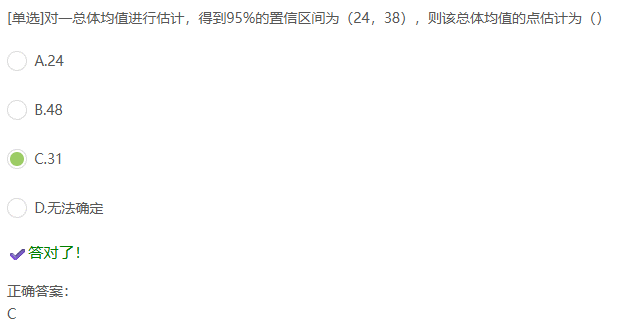 [单选]对一总体均值进行估计，得到95%的置信区间为（24，38），则该总体均值的点估计为（）
A.24
B.48
C.31
D.无法确定
答对了!
正确答案:
C